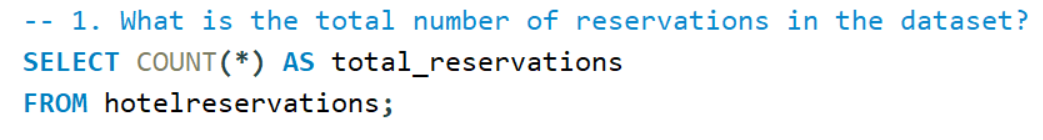 -- 1. What is the total number of reservations in the dataset?
SELECT COUNT(*) AS total_reservations
FROM hotelreservations;